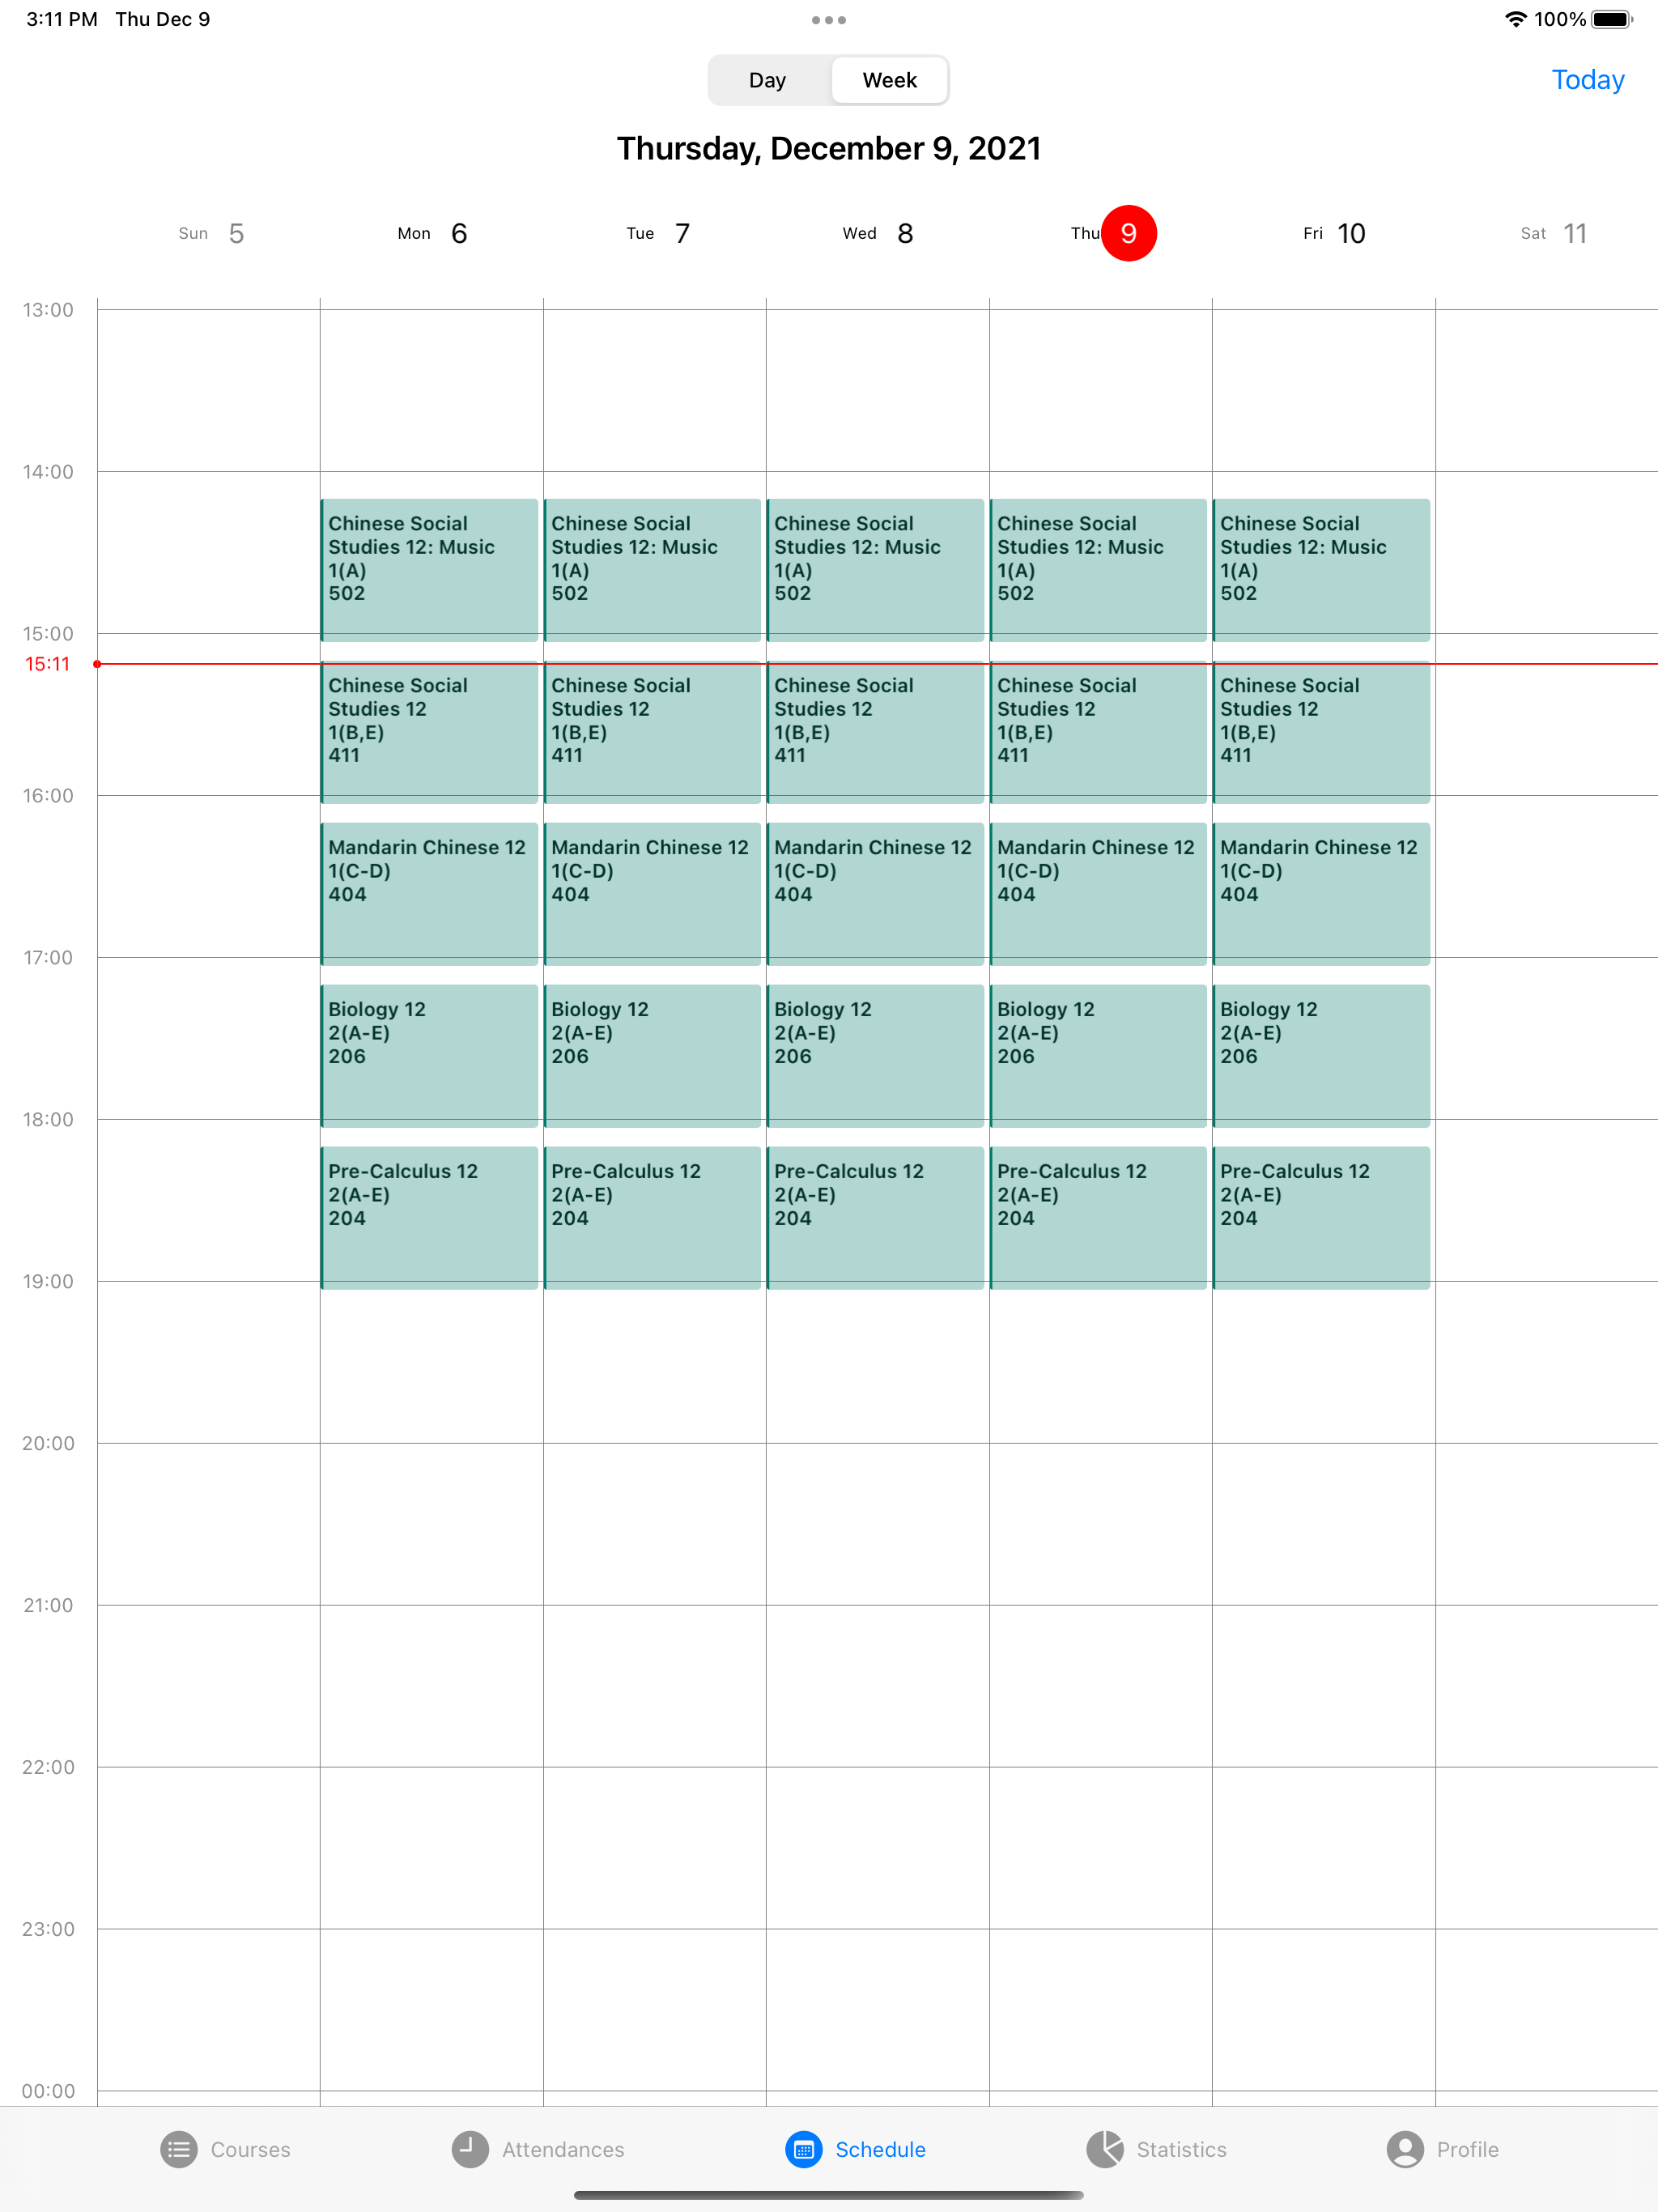 3:11 PM Thu Dec 9 100%
Day Week Today
Thursday, December 9, 2021
Sun 5 Mon 6 Tue 7 Wed 8 Thu 9 Fri 10 Sat 11
13:00
14:00
Chinese Social Chinese Social Chinese Social Chinese Social Chinese Social
Studies 12: Music Studies 12: Music Studies 12: Music Studies 12: Music Studies 12: Music
1(A) 1(A) 1(A) 1(A) 1(A)
502 502 502 502 502
15:00
15:11
Chinese Social Chinese Social Chinese Social Chinese Social Chinese Social
Studies 12 Studies 12 Studies 12 Studies 12 Studies 12
1(B,E) 1(B,E) 1(B,E) 1(B,E) 1(B,E)
411 411 411 411 411
16:00
Mandarin Chinese 12 Mandarin Chinese 12 Mandarin Chinese 12 Mandarin Chinese 12 Mandarin Chinese 12
1(C-D) 1(C-D) 1(C-D) 1(C-D) 1(C-D)
404 404 404 404 404
17:00
Biology 12 Biology 12 Biology 12 Biology 12 Biology 12
2(A-E) 2(A-E) 2(A-E) 2(A-E) 2(A-E)
206 206 206 206 206
18:00
Pre-Calculus 12 Pre-Calculus 12 Pre-Calculus 12 Pre-Calculus 12 Pre-Calculus 12
2(A-E) 2(A-E) 2(A-E) 2(A-E) 2(A-E)
204 204 204 204 204
19:00
20:00
21:00
22:00
23:00
00:00
Courses Attendances Schedule Statistics Profile